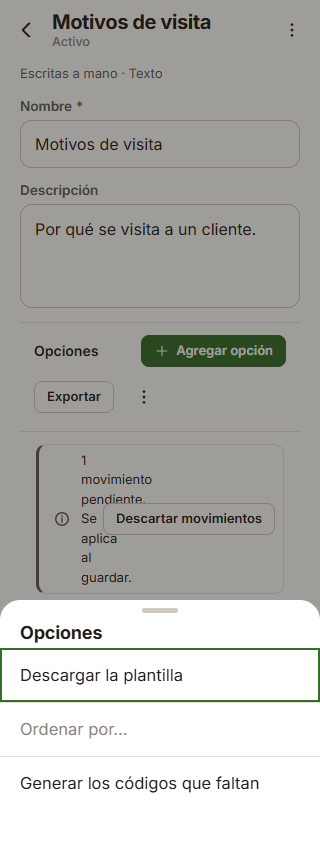 Motivos de visita
Activo
Escritas a mano · Texto
Nombre *
Motivos de visita
Descripción
Por qué se visita a un cliente.
Opciones
+ Agregar opción
Exportar
1
movimiento
pendiente.
Se
aplica
al
guardar.
Descartar movimientos
Opciones
Descargar la plantilla
Ordenar por...
Generar los códigos que faltan